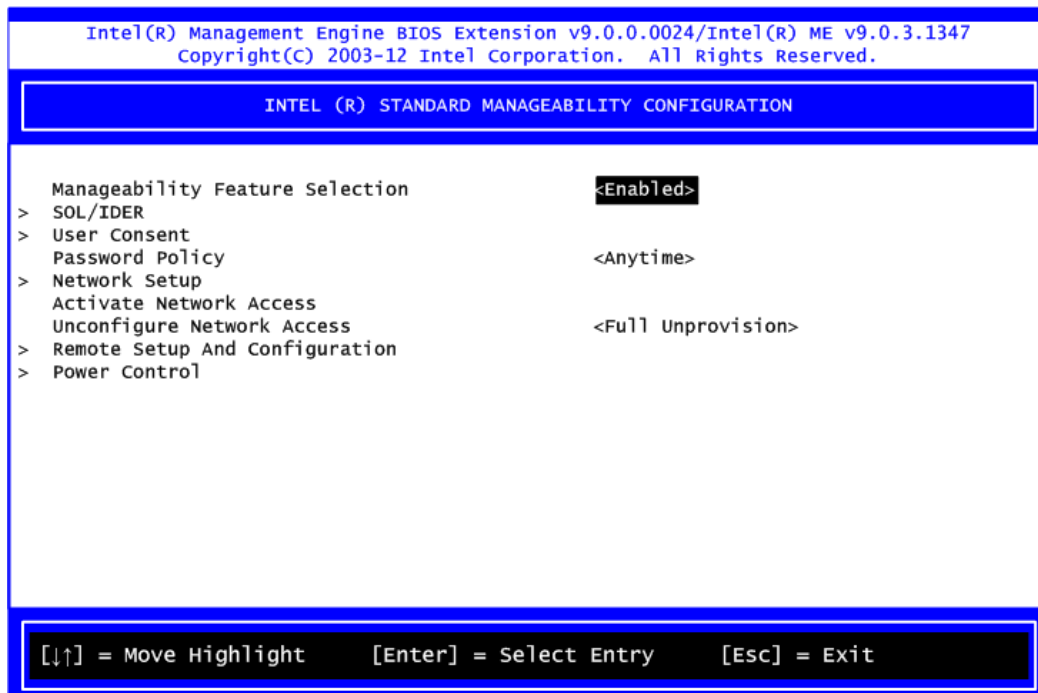 Intel(R) Management Engine BIOS Extension v9.0.0.0024/Intel(R) ME v9.0.3.1347
Copyright(C) 2003-12 Intel Corporation. All Rights Reserved.
INTEL (R) STANDARD MANAGEABILITY CONFIGURATION
Manageability Feature Selection <Enabled>
> SOL/IDER
> User Consent
Password Policy <Anytime>
> Network Setup
Activate Network Access
Unconfigure Network Access <Full Unprovision>
> Remote Setup And Configuration
> Power Control
[↓↑] = Move Highlight [Enter] = Select Entry [Esc] = Exit